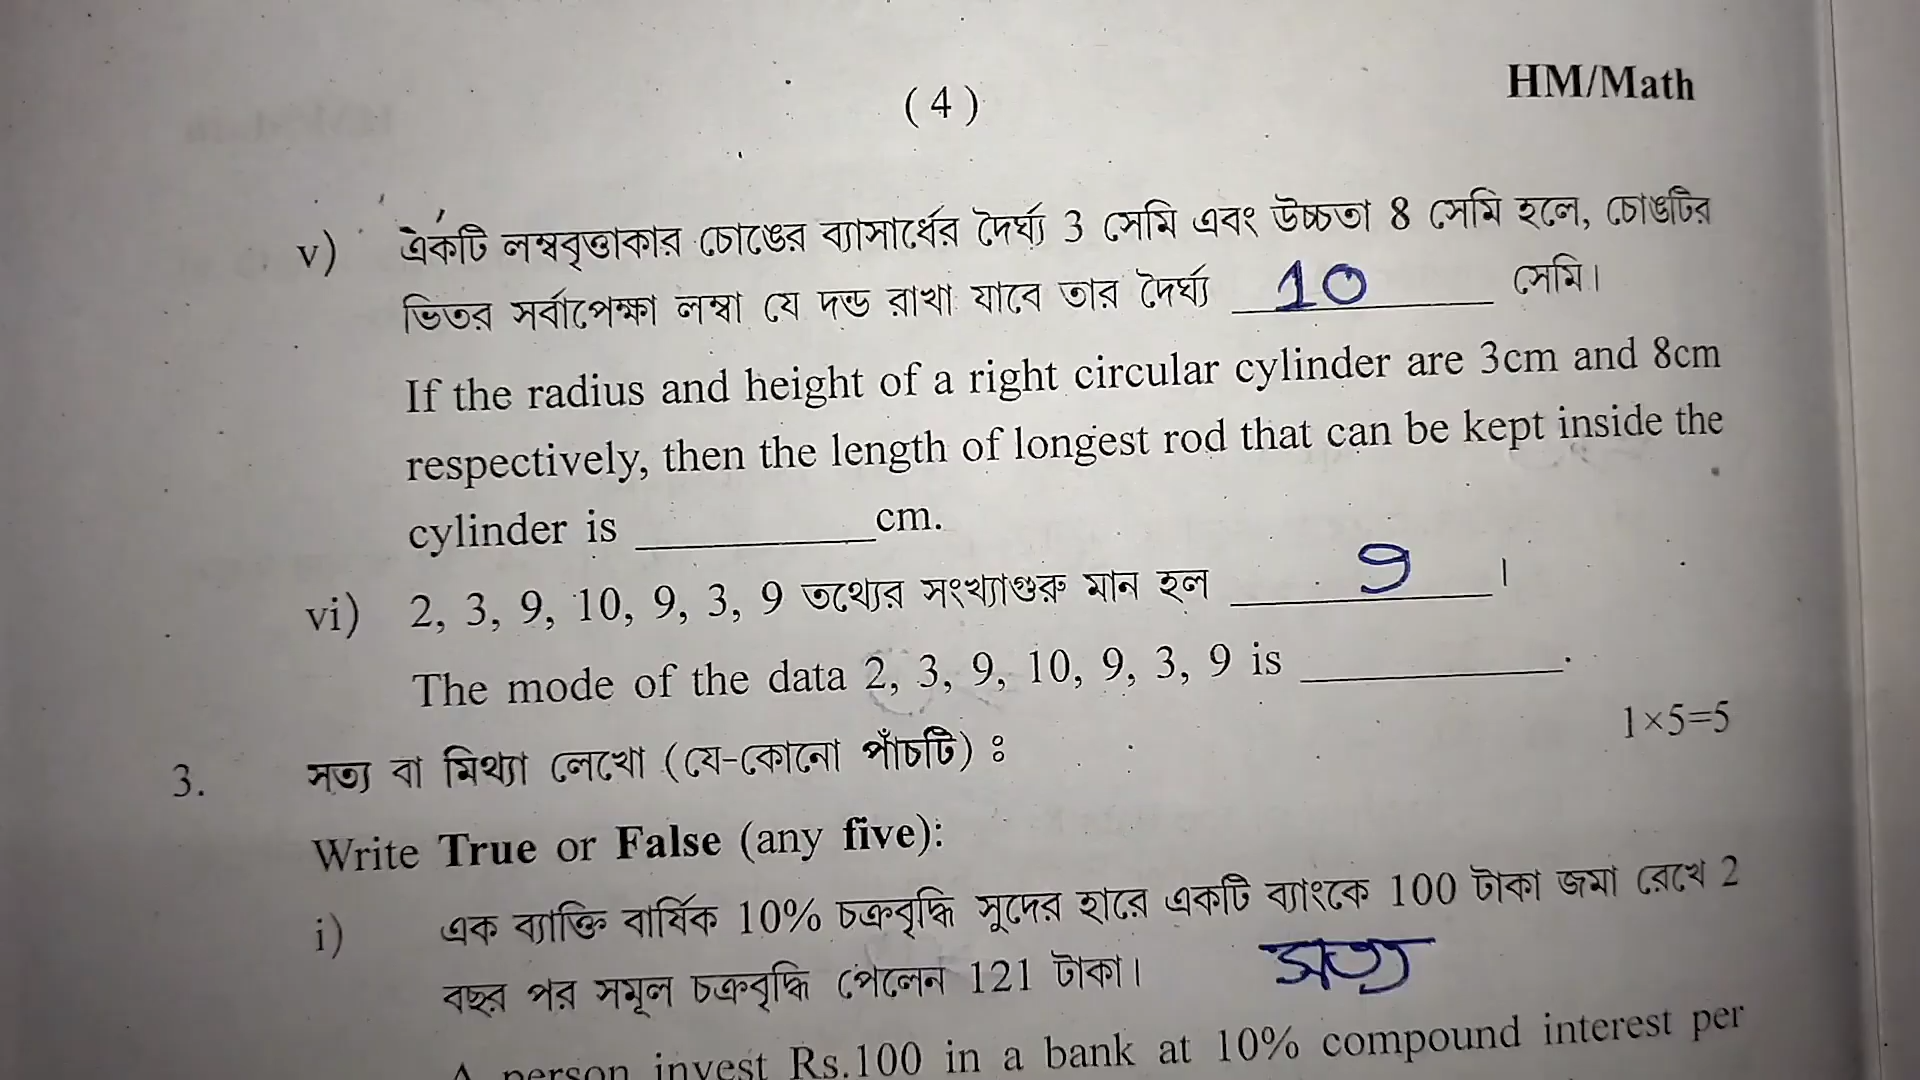 HM/Math
( 4 )
v) একটি লম্ববৃত্তাকার চোঙের ব্যাসার্ধের দৈর্ঘ্য 3 সেমি এবং উচ্চতা 8 সেমি হলে, চোঙটির
ভিতর সর্বাপেক্ষা লম্বা যে দন্ড রাখা যাবে তার দৈর্ঘ্য 10 সেমি।
If the radius and height of a right circular cylinder are 3cm and 8cm
respectively, then the length of longest rod that can be kept inside the
cylinder is ________cm.
vi) 2, 3, 9, 10, 9, 3, 9 তথ্যের সংখ্যাগুরু মান হল 9 ।
The mode of the data 2, 3, 9, 10, 9, 3, 9 is ________.
1×5=5
3. সত্য বা মিথ্যা লেখো (যে-কোনো পাঁচটি) ঃ
Write True or False (any five):
i) এক ব্যাক্তি বার্ষিক 10% চক্রবৃদ্ধি সুদের হারে একটি ব্যাংকে 100 টাকা জমা রেখে 2
বছর পর সমূল চক্রবৃদ্ধি পেলেন 121 টাকা। সত্য
A person invest Rs.100 in a bank at 10% compound interest per